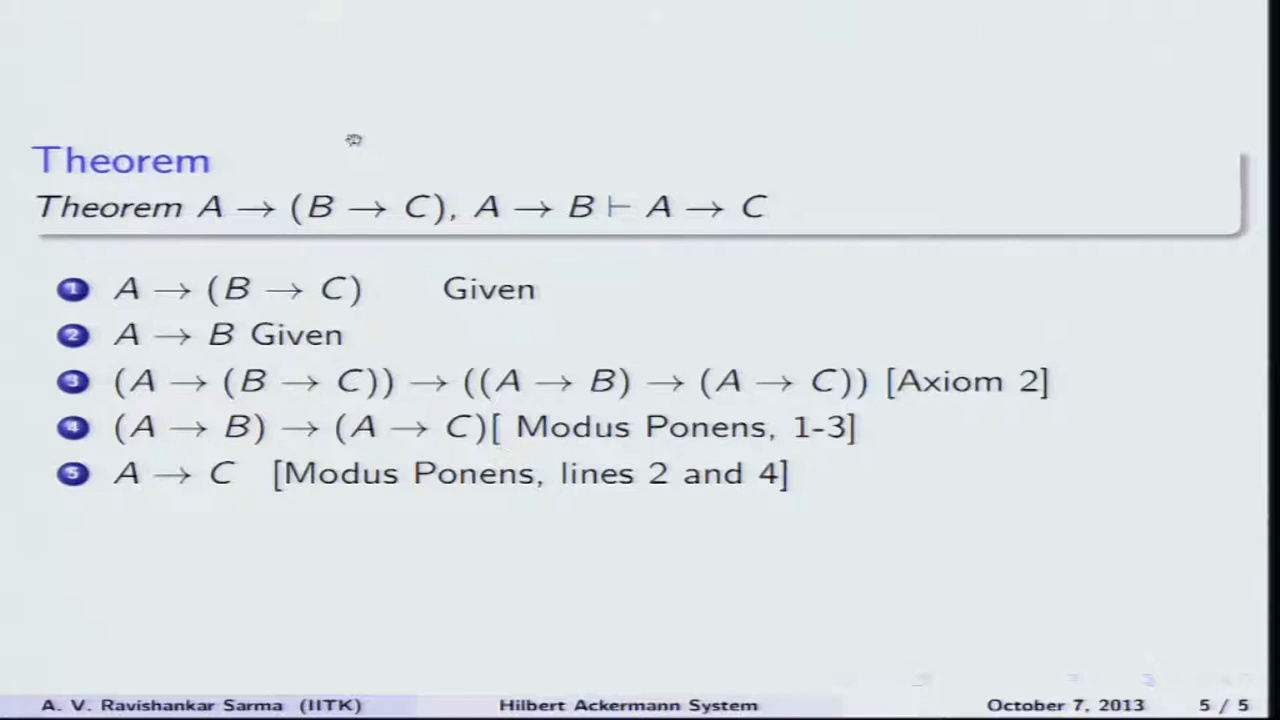 Theorem
Theorem A → (B → C), A → B ⊢ A → C
1 A → (B → C) Given
2 A → B Given
3 (A → (B → C)) → ((A → B) → (A → C)) [Axiom 2]
4 (A → B) → (A → C)[ Modus Ponens, 1-3]
5 A → C [Modus Ponens, lines 2 and 4]
A. V. Ravishankar Sarma (IITK) Hilbert Ackermann System October 7, 2013 5 / 5